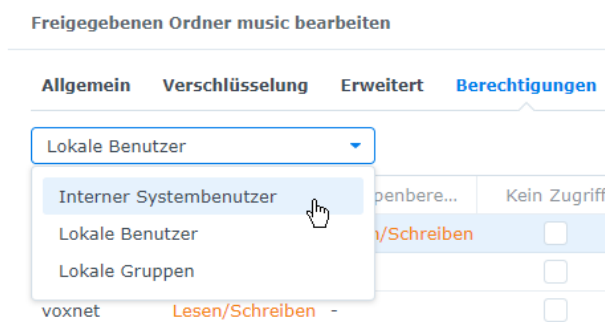 Freigegebenen Ordner music bearbeiten
Allgemein Verschlüsselung Erweitert Berechtigungen
Lokale Benutzer
Interner Systembenutzer
penbere... Kein Zugriff
Lokale Benutzer
/Schreiben
Lokale Gruppen
voxnet Lesen/Schreiben -